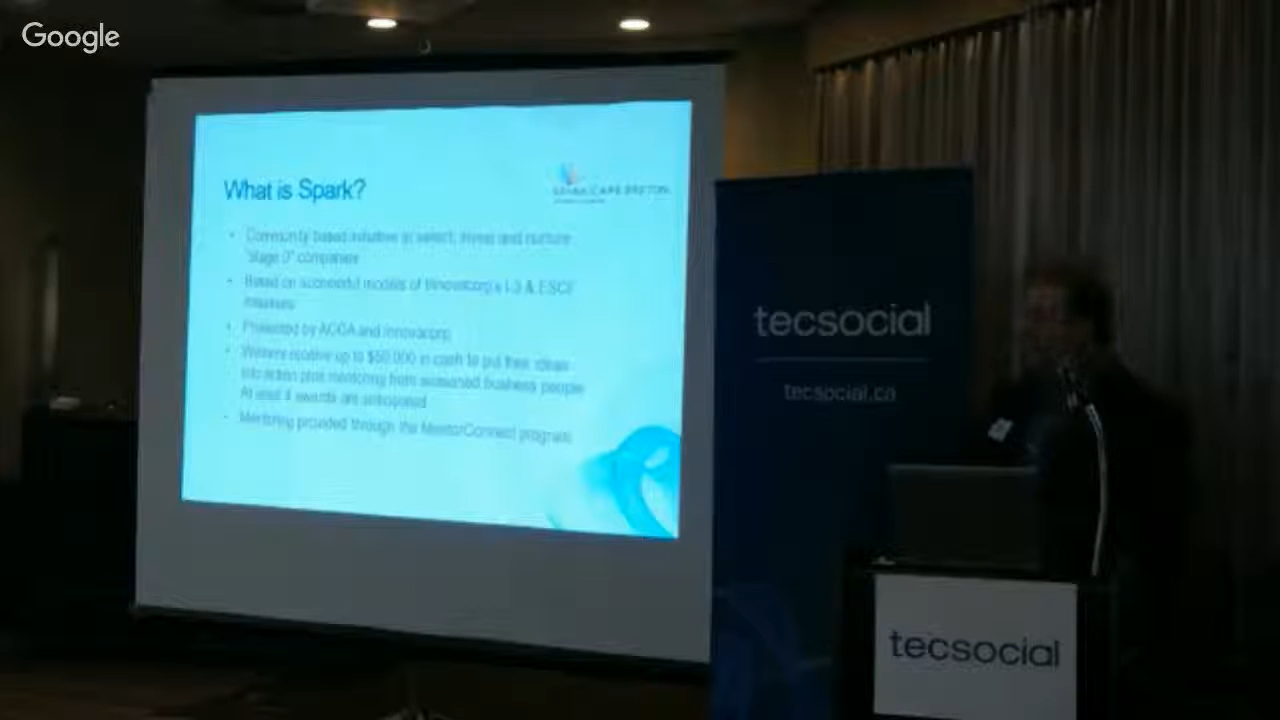 Google
What is Spark?
SPARK CAPE BRETON
Community based initiative to select, invest and nurture
"stage 0" companies
Based on successful models of Innovacorp's I-3 & ESCF
Initiatives
Presented by ACOA and Innovacorp
Winners receive up to $50,000 in cash to put their ideas
into action plus mentoring from seasoned business people
At least 4 awards are anticipated
Mentoring provided through the MentorConnect program
tecsocial
tecsocial.ca
tecsocial